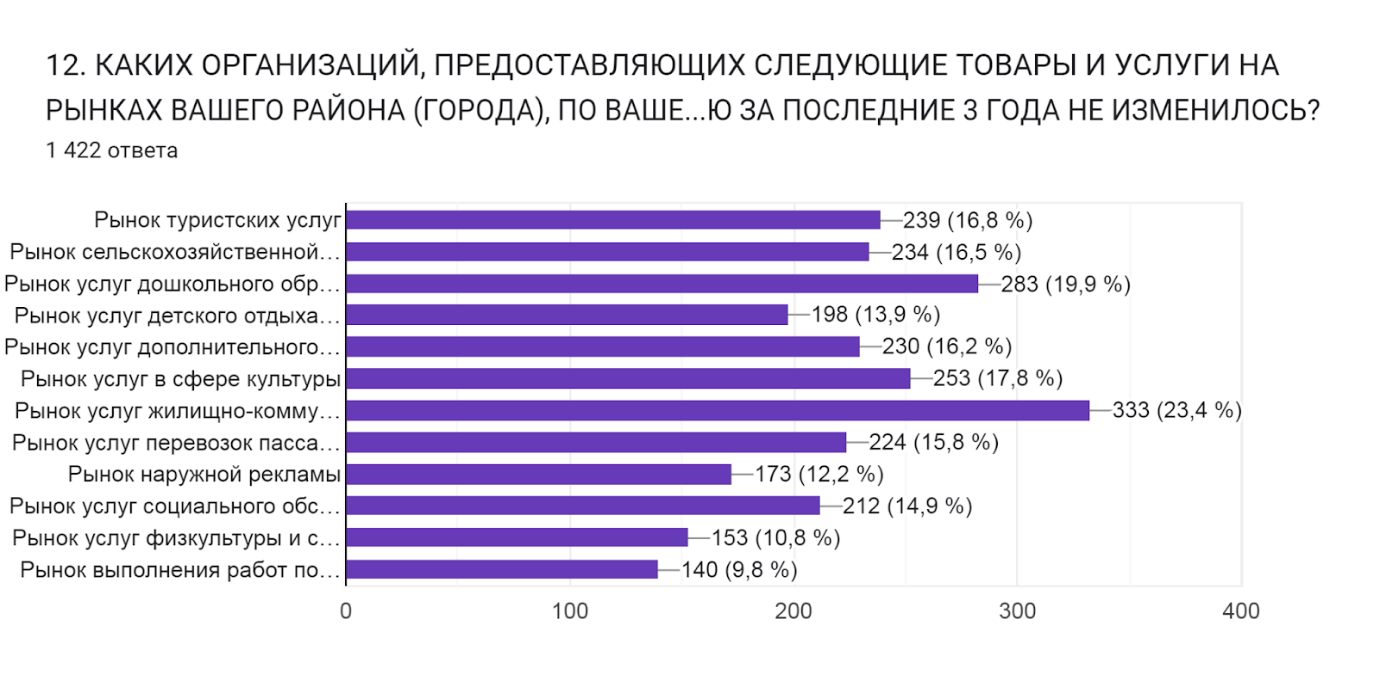 12. КАКИХ ОРГАНИЗАЦИЙ, ПРЕДОСТАВЛЯЮЩИХ СЛЕДУЮЩИЕ ТОВАРЫ И УСЛУГИ НА
РЫНКАХ ВАШЕГО РАЙОНА (ГОРОДА), ПО ВАШЕ...Ю ЗА ПОСЛЕДНИЕ 3 ГОДА НЕ ИЗМЕНИЛОСЬ?
1 422 ответа
Рынок туристских услуг 239 (16,8 %)
Рынок сельскохозяйственной… 234 (16,5 %)
Рынок услуг дошкольного обр… 283 (19,9 %)
Рынок услуг детского отдыха… 198 (13,9 %)
Рынок услуг дополнительного… 230 (16,2 %)
Рынок услуг в сфере культуры 253 (17,8 %)
Рынок услуг жилищно-комму… 333 (23,4 %)
Рынок услуг перевозок пасса… 224 (15,8 %)
Рынок наружной рекламы 173 (12,2 %)
Рынок услуг социального обс… 212 (14,9 %)
Рынок услуг физкультуры и с… 153 (10,8 %)
Рынок выполнения работ по… 140 (9,8 %)
0 100 200 300 400